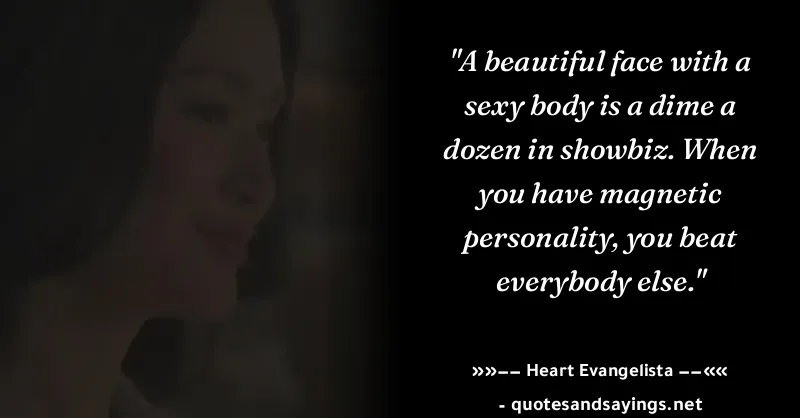 "A beautiful face with a
sexy body is a dime a
dozen in showbiz. When
you have magnetic
personality, you beat
everybody else."
»»—— Heart Evangelista ——««
- quotesandsayings.net